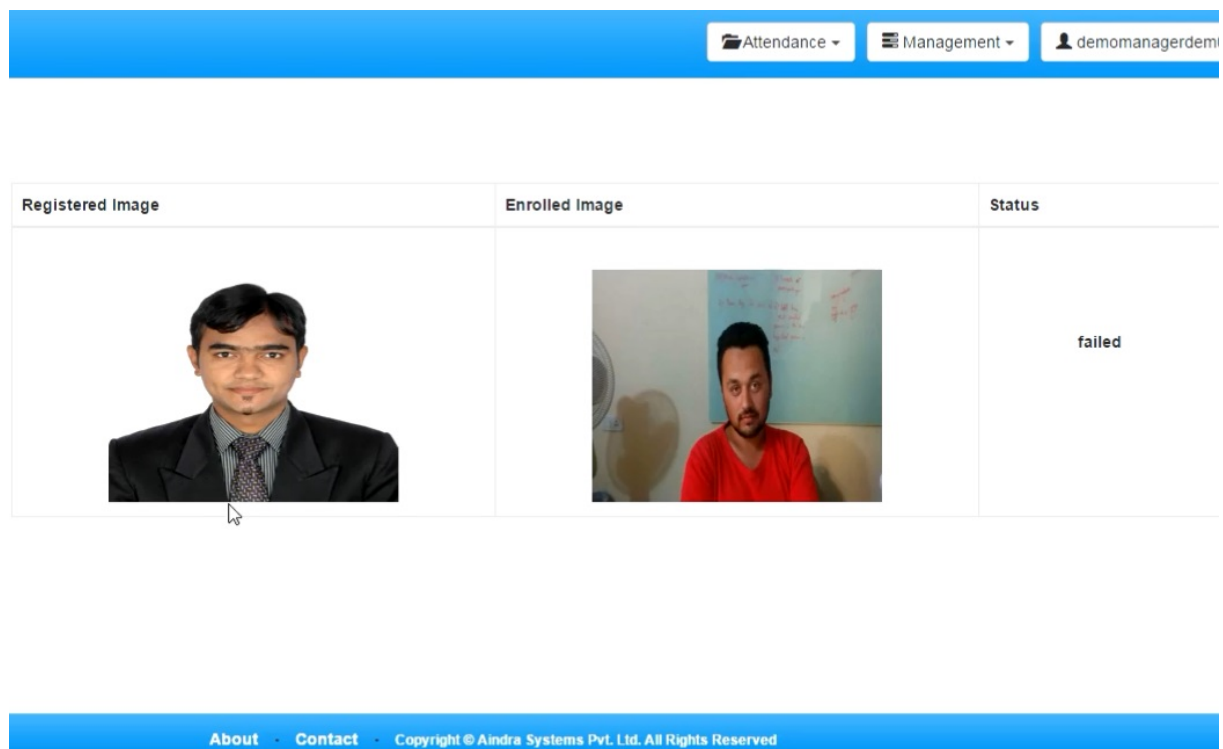 Attendance Management demomanagerdem
Registered Image Enrolled Image Status
failed
About - Contact - Copyright © Aindra Systems Pvt. Ltd. All Rights Reserved